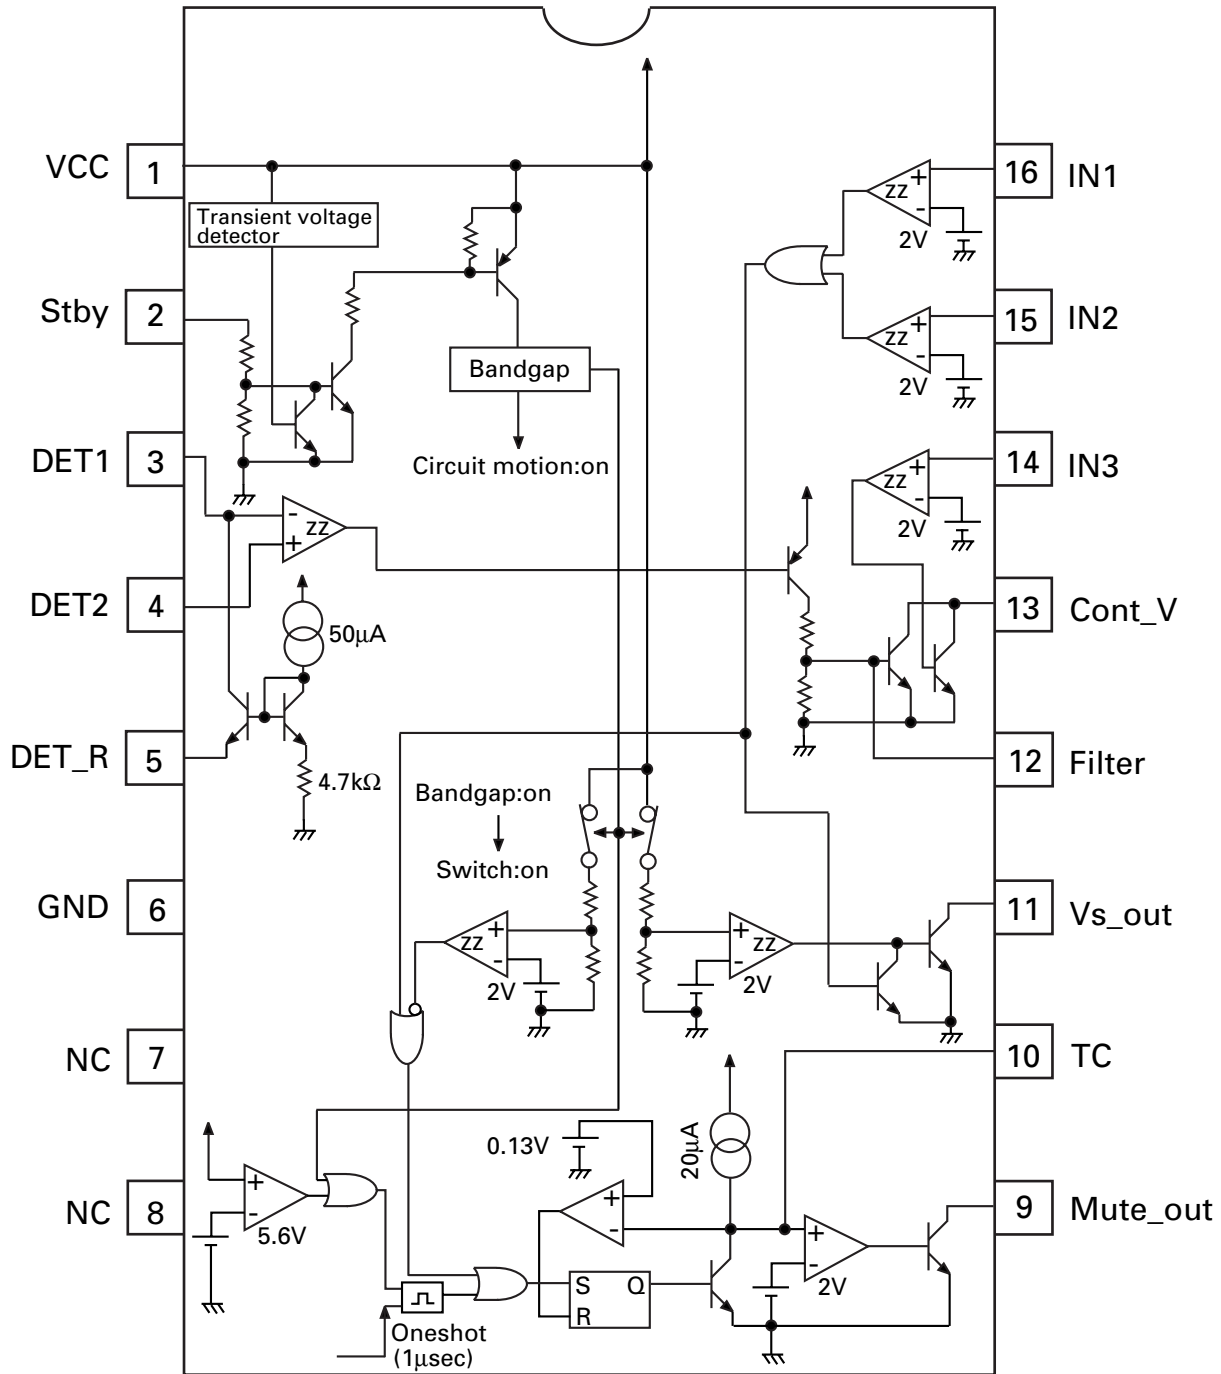 VCC
1
Transient voltage
detector
Stby
2
Bandgap
Circuit motion:on
DET1
3
-
+
zz
DET2
4
50μA
DET_R
5
4.7kΩ
Bandgap:on
Switch:on
GND
6
zz
+
-
2V
+
-
zz
2V
NC
7
NC
8
+
-
5.6V
0.13V
+
-
20μA
S
Q
R
Oneshot
(1μsec)
+
-
2V
16
IN1
zz
+
-
2V
15
IN2
zz
+
-
2V
14
IN3
zz
+
-
2V
13
Cont_V
12
Filter
11
Vs_out
10
TC
9
Mute_out